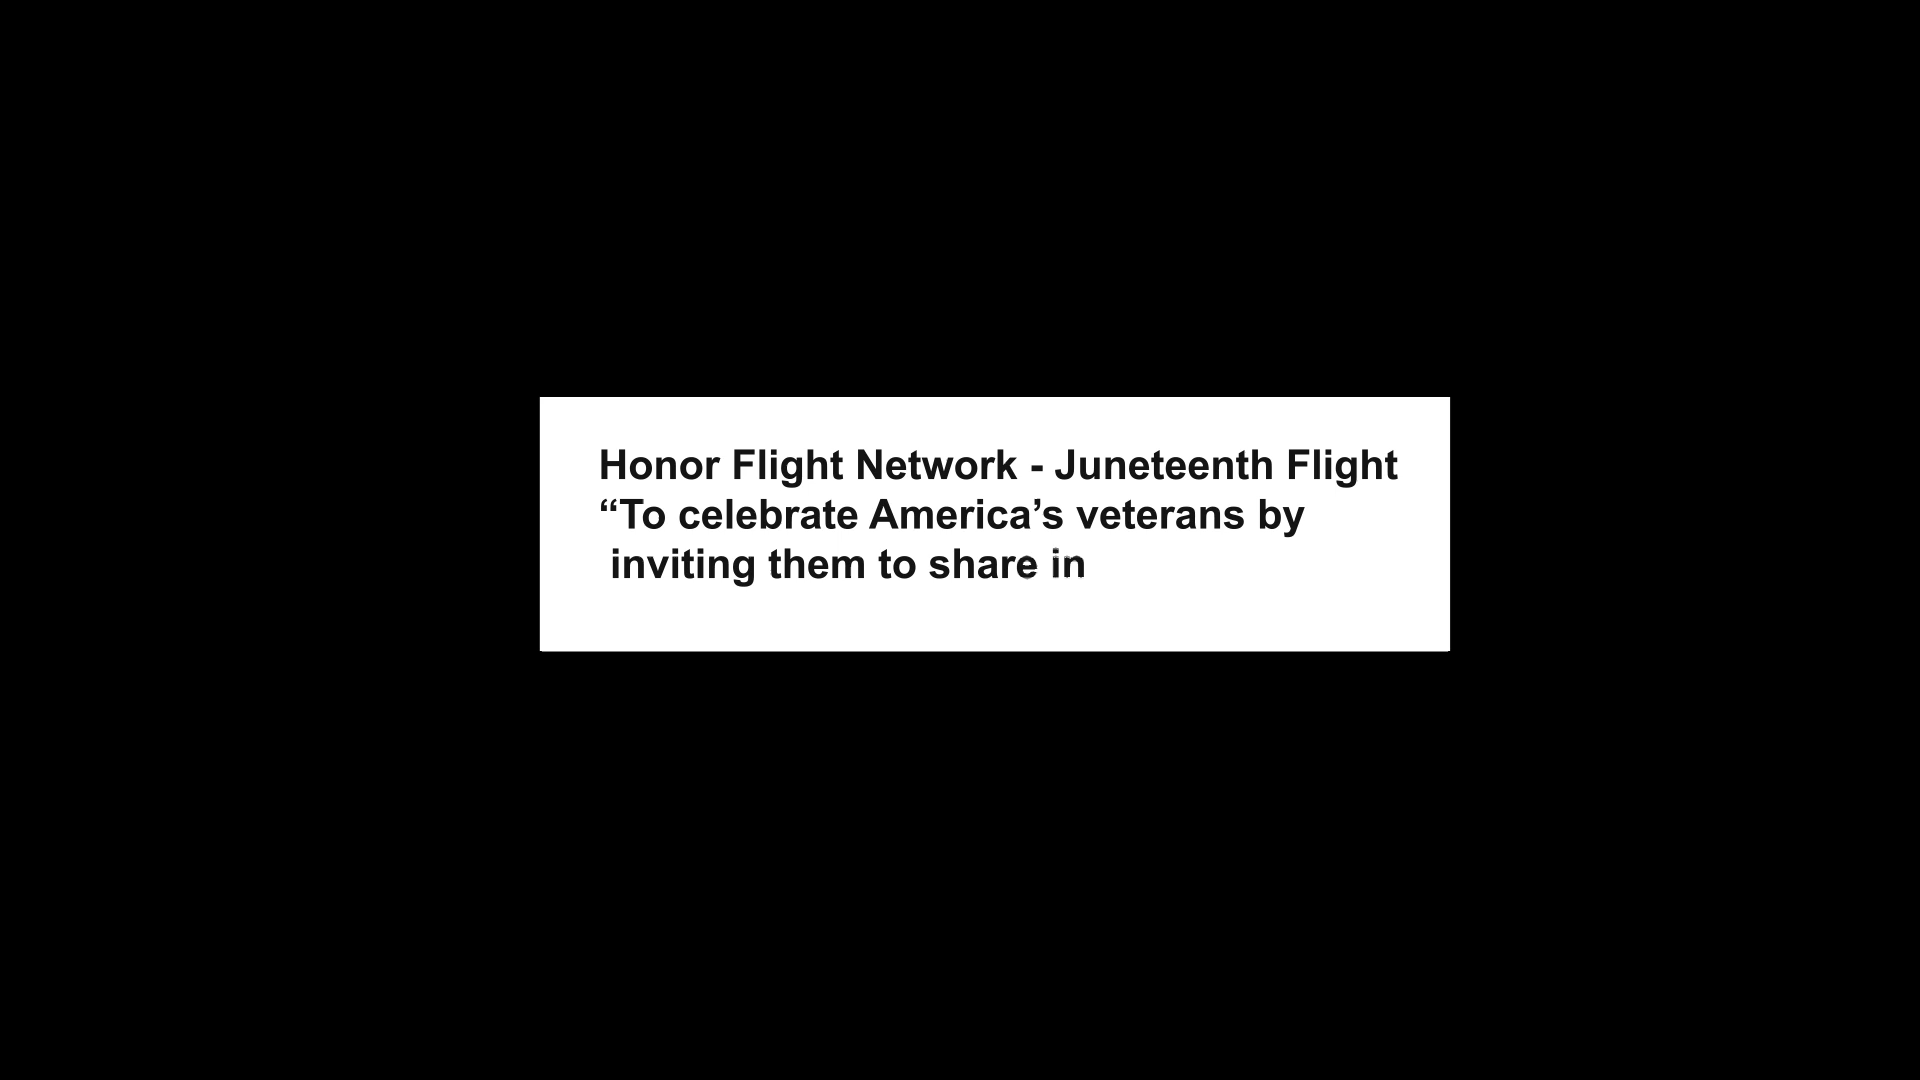 Honor Flight Network - Juneteenth Flight
“To celebrate America’s veterans by
inviting them to share in